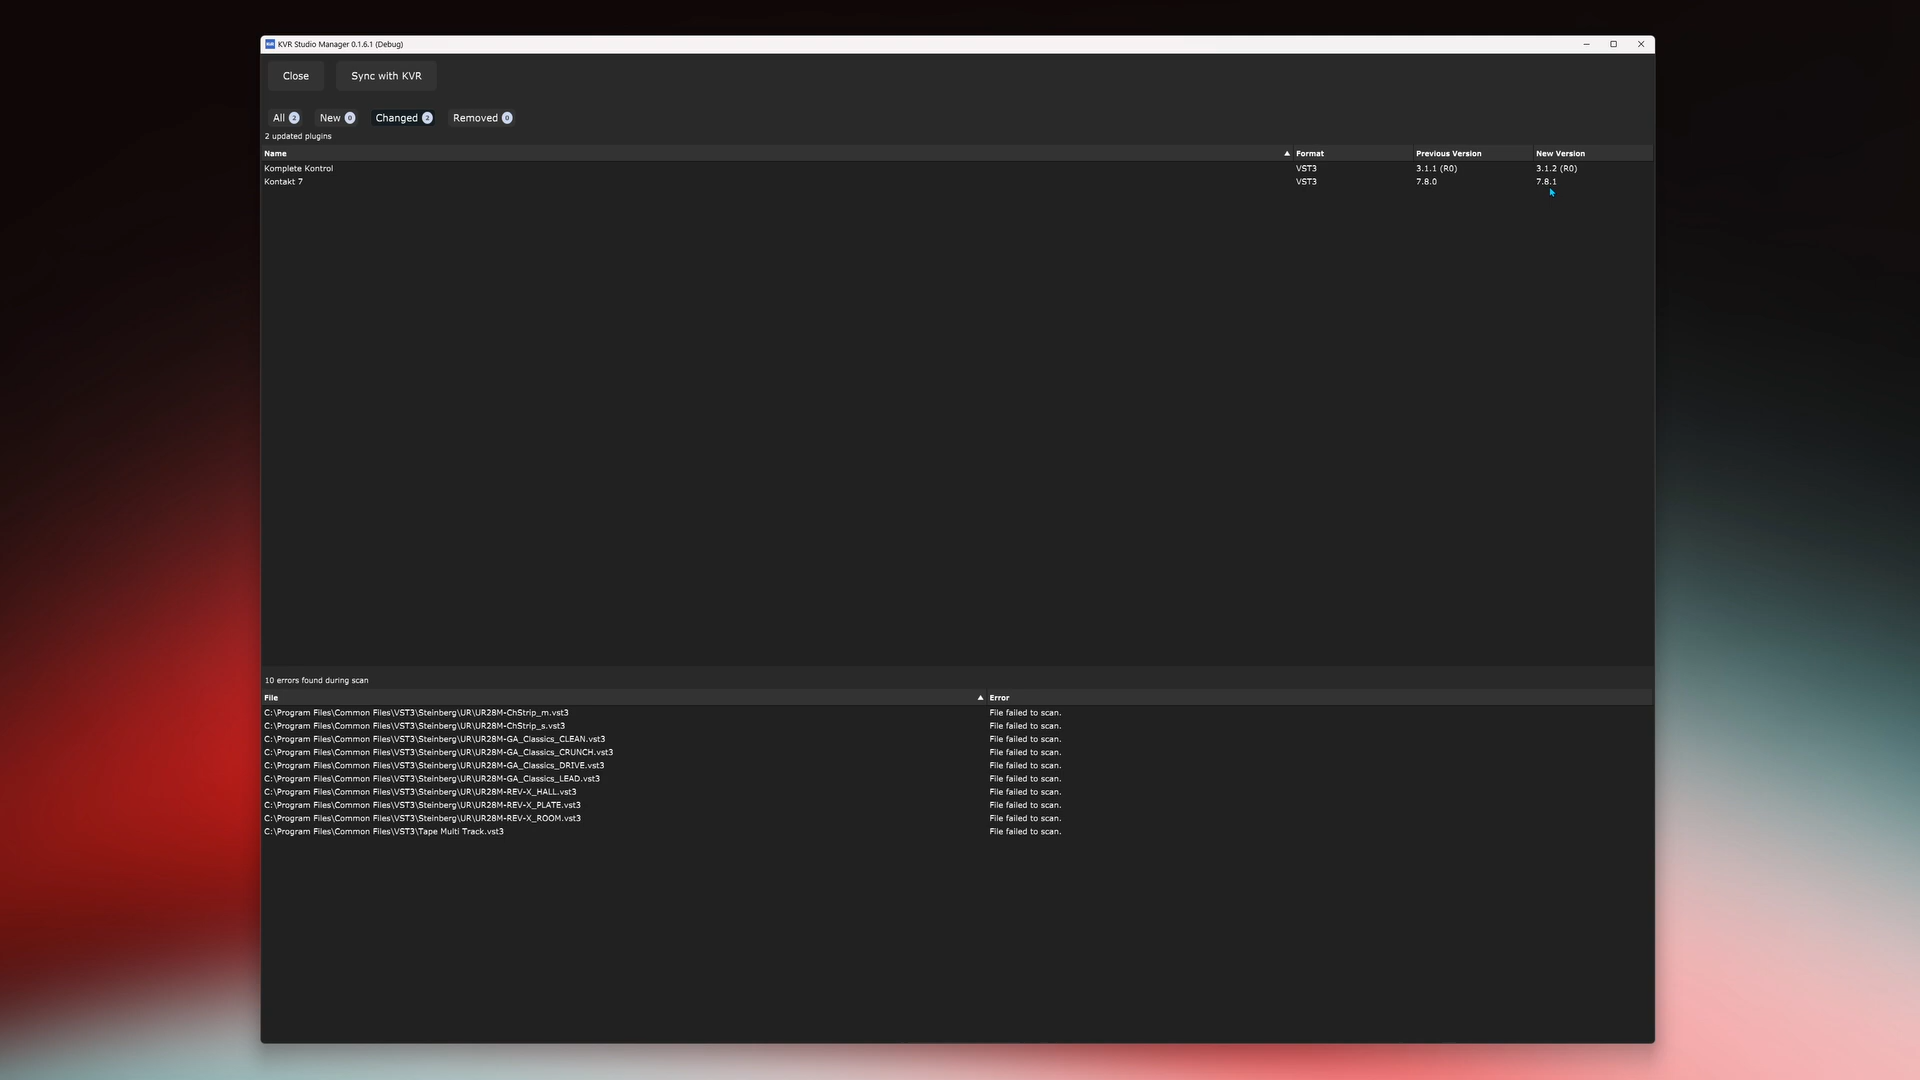 KVR Studio Manager 0.1.6.1 (Debug)
Close Sync with KVR
All 2 New 0 Changed 2 Removed 0
2 updated plugins
Name Format Previous Version New Version
Komplete Kontrol VST3 3.1.1 (R0) 3.1.2 (R0)
Kontakt 7 VST3 7.8.0 7.8.1
10 errors found during scan
File Error
C:\Program Files\Common Files\VST3\Steinberg\UR\UR28M-ChStrip_m.vst3 File failed to scan.
C:\Program Files\Common Files\VST3\Steinberg\UR\UR28M-ChStrip_s.vst3 File failed to scan.
C:\Program Files\Common Files\VST3\Steinberg\UR\UR28M-GA_Classics_CLEAN.vst3 File failed to scan.
C:\Program Files\Common Files\VST3\Steinberg\UR\UR28M-GA_Classics_CRUNCH.vst3 File failed to scan.
C:\Program Files\Common Files\VST3\Steinberg\UR\UR28M-GA_Classics_DRIVE.vst3 File failed to scan.
C:\Program Files\Common Files\VST3\Steinberg\UR\UR28M-GA_Classics_LEAD.vst3 File failed to scan.
C:\Program Files\Common Files\VST3\Steinberg\UR\UR28M-REV-X_HALL.vst3 File failed to scan.
C:\Program Files\Common Files\VST3\Steinberg\UR\UR28M-REV-X_PLATE.vst3 File failed to scan.
C:\Program Files\Common Files\VST3\Steinberg\UR\UR28M-REV-X_ROOM.vst3 File failed to scan.
C:\Program Files\Common Files\VST3\Tape Multi Track.vst3 File failed to scan.